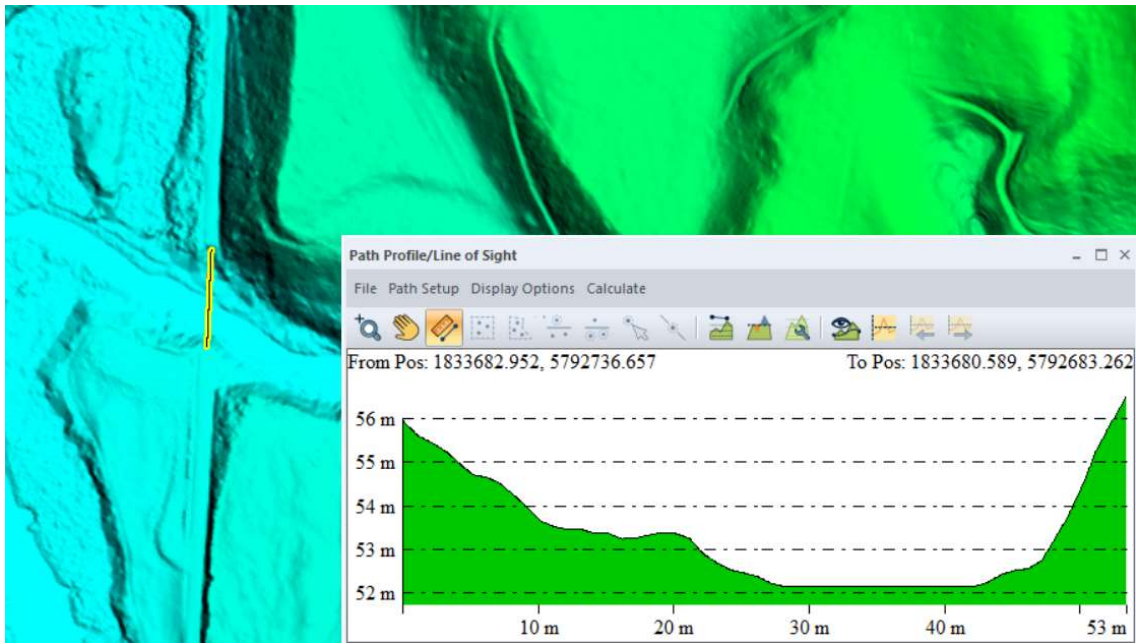 Path Profile/Line of Sight
File Path Setup Display Options Calculate
From Pos: 1833682.952, 5792736.657 To Pos: 1833680.589, 5792683.262
56 m
55 m
54 m
53 m
52 m
10 m 20 m 30 m 40 m 53 m